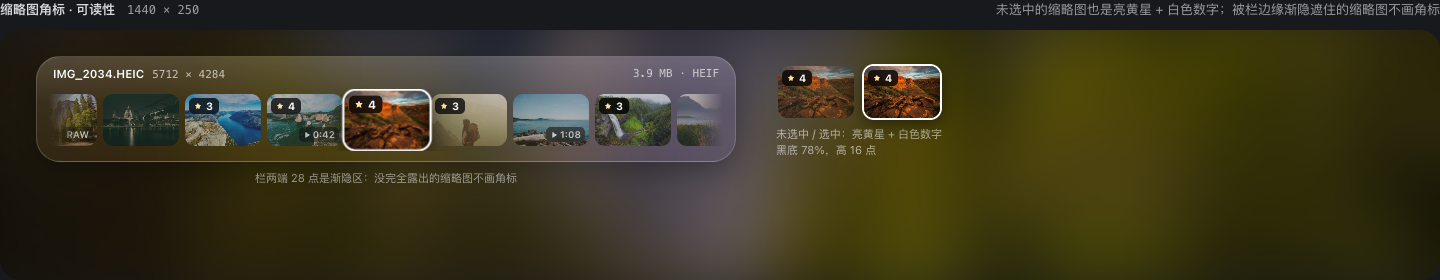 缩略图角标 · 可读性 1440 × 250
未选中的缩略图也是亮黄星 + 白色数字；被栏边缘渐隐遮住的缩略图不画角标
IMG_2034.HEIC 5712 × 4284
3.9 MB · HEIF
RAW
★ 3
★ 4
0:42
★ 4
★ 3
1:08
★ 3
★ 4
★ 4
未选中 / 选中：亮黄星 + 白色数字
黑底 78%，高 16 点
栏两端 28 点是渐隐区：没完全露出的缩略图不画角标